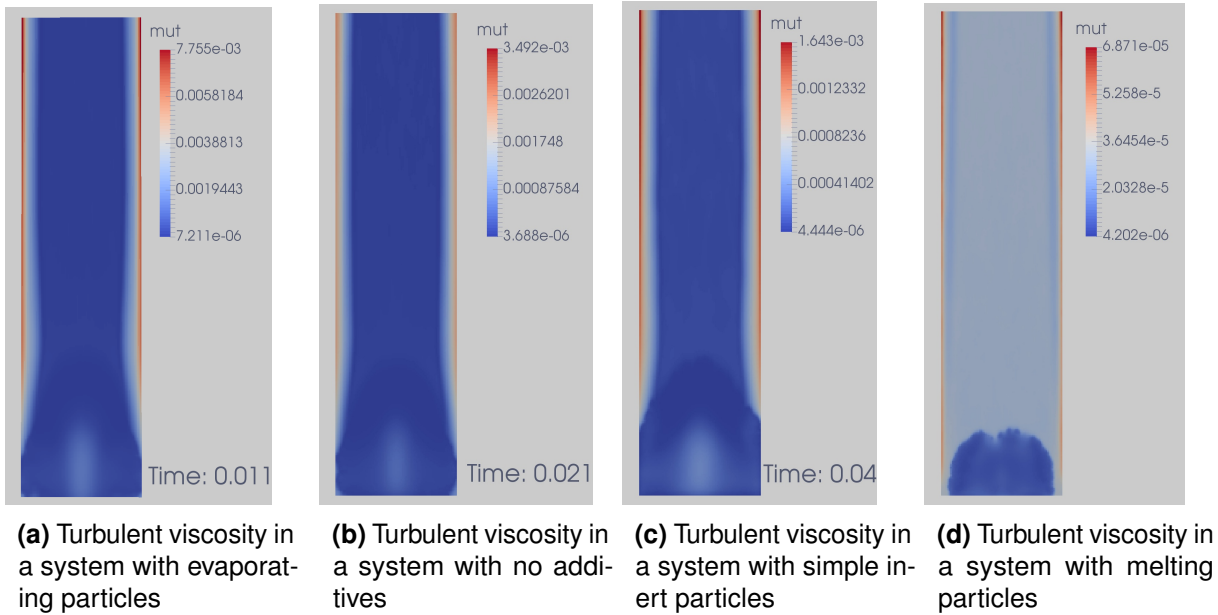 mut
7.755e-03
0.0058184
0.0038813
0.0019443
7.211e-06
Time: 0.011
mut
3.492e-03
0.0026201
0.001748
0.00087584
3.688e-06
Time: 0.021
mut
1.643e-03
0.0012332
0.0008236
0.00041402
4.444e-06
Time: 0.04
mut
6.871e-05
5.258e-5
3.6454e-5
2.0328e-5
4.202e-06
(a) Turbulent viscosity in
a system with evaporat-
ing particles
(b) Turbulent viscosity in
a system with no addi-
tives
(c) Turbulent viscosity in
a system with simple in-
ert particles
(d) Turbulent viscosity in
a system with melting
particles